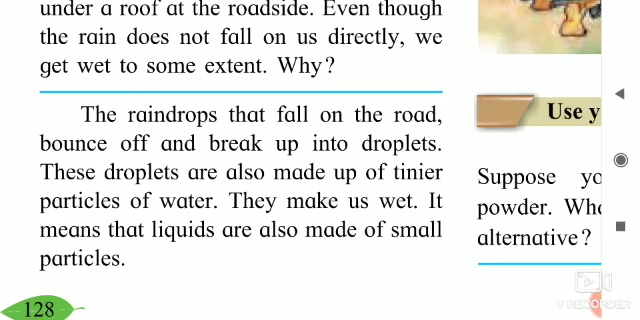 under a roof at the roadside. Even though
the rain does not fall on us directly, we
get wet to some extent. Why?
The raindrops that fall on the road,
bounce off and break up into droplets.
These droplets are also made up of tinier
particles of water. They make us wet. It
means that liquids are also made of small
particles.
128
Use y
Suppose yo
powder. Wh
alternative?
V RECORDER